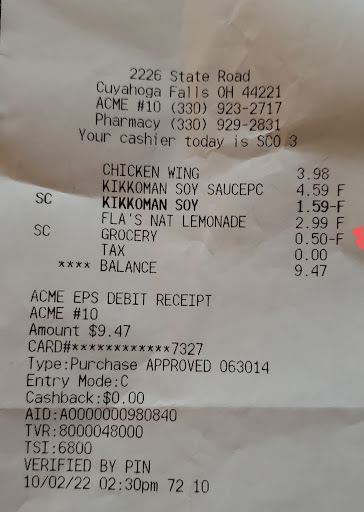 2226 State Road
Cuyahoga Falls OH 44221
ACME #10 (330) 923-2717
Pharmacy (330) 929-2831
Your cashier today is SCO 3
CHICKEN WING 3.98
KIKKOMAN SOY SAUCEPC 4.59 F
SC KIKKOMAN SOY 1.59-F
FLA'S NAT LEMONADE 2.99 F
SC GROCERY 0.50-F
TAX 0.00
**** BALANCE 9.47
ACME EPS DEBIT RECEIPT
ACME #10
Amount $9.47
CARD#************7327
Type:Purchase APPROVED 063014
Entry Mode:C
Cashback:$0.00
AID:A0000000980840
TVR:8000048000
TSI:6800
VERIFIED BY PIN
10/02/22 02:30pm 72 10